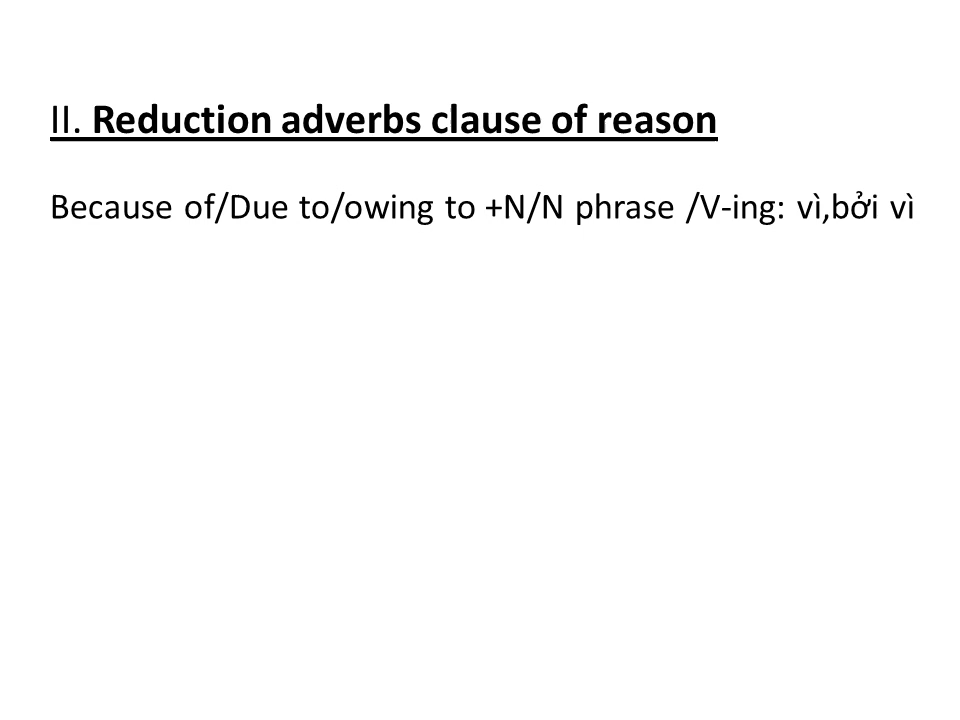 II. Reduction adverbs clause of reason
Because of/Due to/owing to +N/N phrase /V-ing: vì,bởi vì